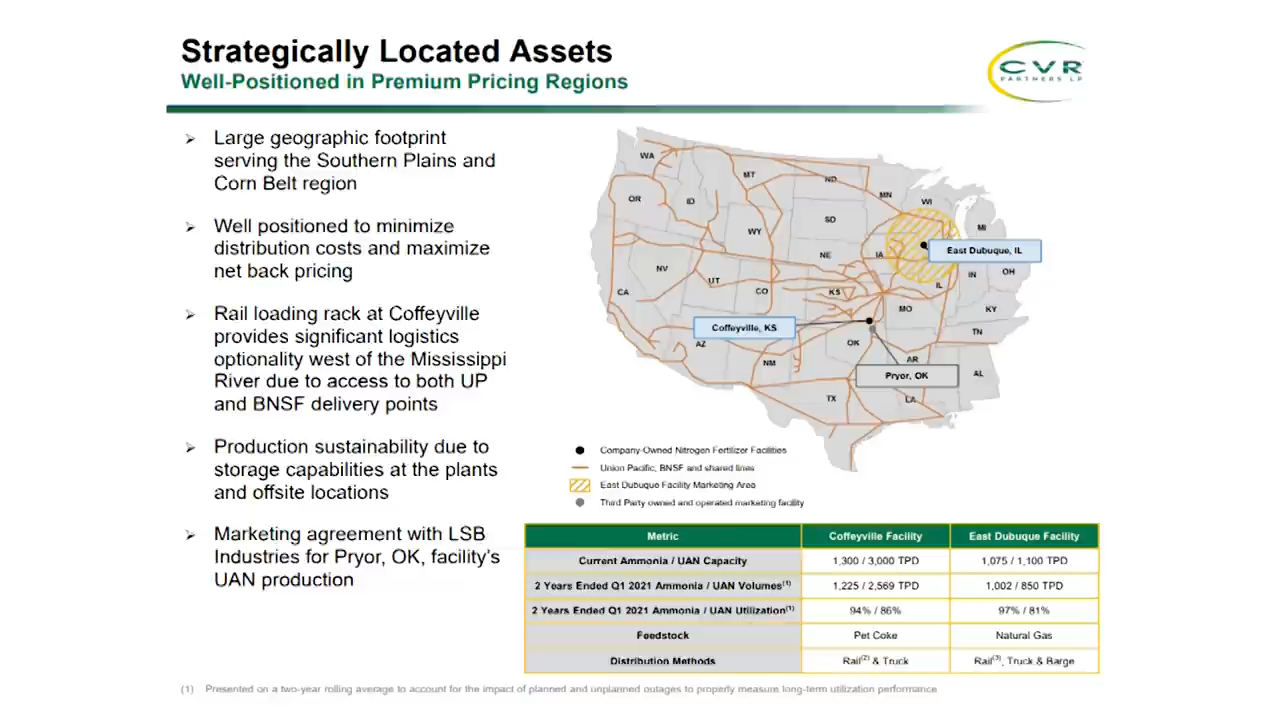 Strategically Located Assets
Well-Positioned in Premium Pricing Regions
CVR
PARTNERS LP
➢ Large geographic footprint
serving the Southern Plains and
Corn Belt region
➢ Well positioned to minimize
distribution costs and maximize
net back pricing
➢ Rail loading rack at Coffeyville
provides significant logistics
optionality west of the Mississippi
River due to access to both UP
and BNSF delivery points
➢ Production sustainability due to
storage capabilities at the plants
and offsite locations
➢ Marketing agreement with LSB
Industries for Pryor, OK, facility's
UAN production
WA
MT
ND
MN
OR
ID
WI
SD
WY
MI
East Dubuque, IL
NE
IA
NV
UT
IN
OH
CA
CO
KS
IL
MO
KY
Coffeyville, KS
TN
AZ
OK
NM
AR
Pryor, OK
AL
TX
LA
Company-Owned Nitrogen Fertilizer Facilities
Union Pacific, BNSF and shared lines
East Dubuque Facility Marketing Area
Third Party owned and operated marketing facility
Metric Coffeyville Facility East Dubuque Facility
Current Ammonia / UAN Capacity 1,300 / 3,000 TPD 1,075 / 1,100 TPD
2 Years Ended Q1 2021 Ammonia / UAN Volumes(1) 1,225 / 2,569 TPD 1,002 / 850 TPD
2 Years Ended Q1 2021 Ammonia / UAN Utilization(1) 94% / 86% 97% / 81%
Feedstock Pet Coke Natural Gas
Distribution Methods Rail(2) & Truck Rail(3), Truck & Barge
(1) Presented on a two-year rolling average to account for the impact of planned and unplanned outages to properly measure long-term utilization performance